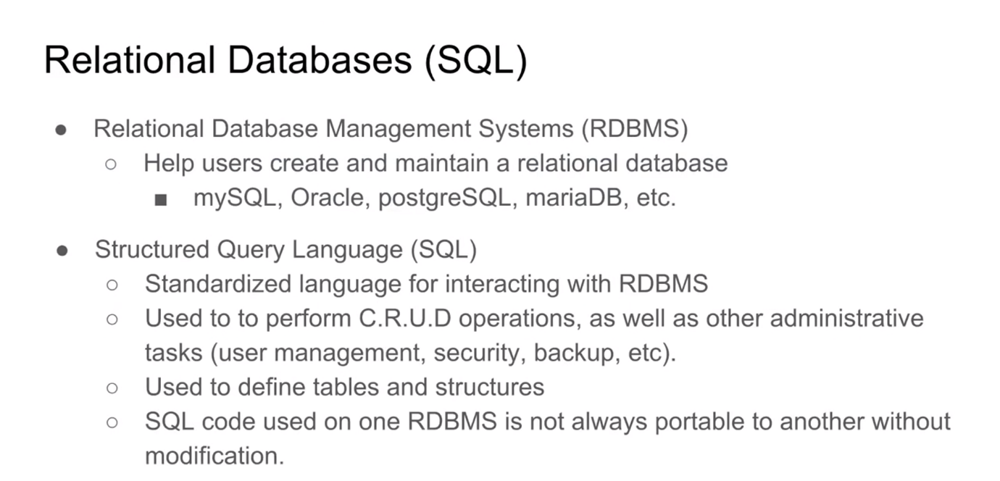 Relational Databases (SQL)
● Relational Database Management Systems (RDBMS)
○ Help users create and maintain a relational database
■ mySQL, Oracle, postgreSQL, mariaDB, etc.
● Structured Query Language (SQL)
○ Standardized language for interacting with RDBMS
○ Used to to perform C.R.U.D operations, as well as other administrative
tasks (user management, security, backup, etc).
○ Used to define tables and structures
○ SQL code used on one RDBMS is not always portable to another without
modification.